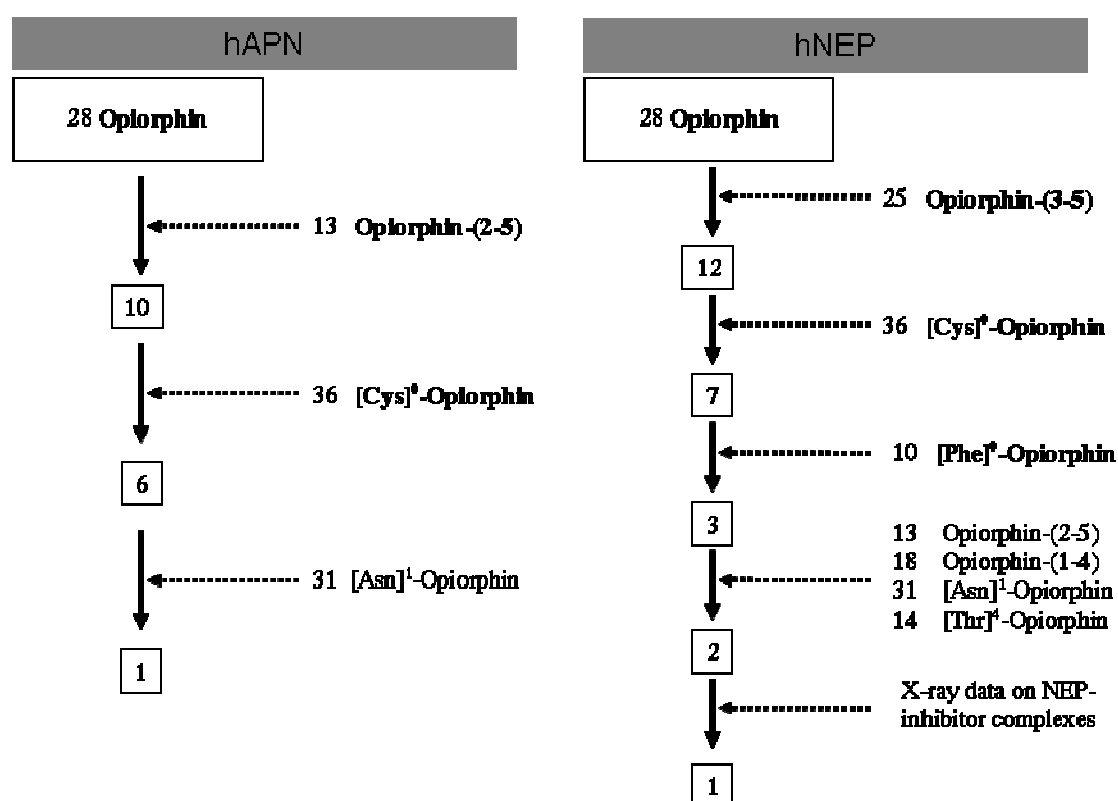 hAPN
28 Opiorphin
13 Opiorphin-(2-5)
10
36 [Cys]⁰-Opiorphin
6
31 [Asn]¹-Opiorphin
1
hNEP
28 Opiorphin
25 Opiorphin-(3-5)
12
36 [Cys]⁰-Opiorphin
7
10 [Phe]⁰-Opiorphin
3
13 Opiorphin-(2-5)
18 Opiorphin-(1-4)
31 [Asn]¹-Opiorphin
14 [Thr]⁴-Opiorphin
2
X-ray data on NEP-
inhibitor complexes
1